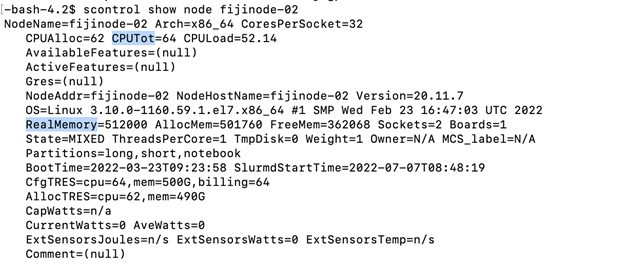 [-bash-4.2$ scontrol show node fijinode-02
NodeName=fijinode-02 Arch=x86_64 CoresPerSocket=32
CPUAlloc=62 CPUTot=64 CPULoad=52.14
AvailableFeatures=(null)
ActiveFeatures=(null)
Gres=(null)
NodeAddr=fijinode-02 NodeHostName=fijinode-02 Version=20.11.7
OS=Linux 3.10.0-1160.59.1.el7.x86_64 #1 SMP Wed Feb 23 16:47:03 UTC 2022
RealMemory=512000 AllocMem=501760 FreeMem=362068 Sockets=2 Boards=1
State=MIXED ThreadsPerCore=1 TmpDisk=0 Weight=1 Owner=N/A MCS_label=N/A
Partitions=long,short,notebook
BootTime=2022-03-23T09:23:58 SlurmdStartTime=2022-07-07T08:48:19
CfgTRES=cpu=64,mem=500G,billing=64
AllocTRES=cpu=62,mem=490G
CapWatts=n/a
CurrentWatts=0 AveWatts=0
ExtSensorsJoules=n/s ExtSensorsWatts=0 ExtSensorsTemp=n/s
Comment=(null)